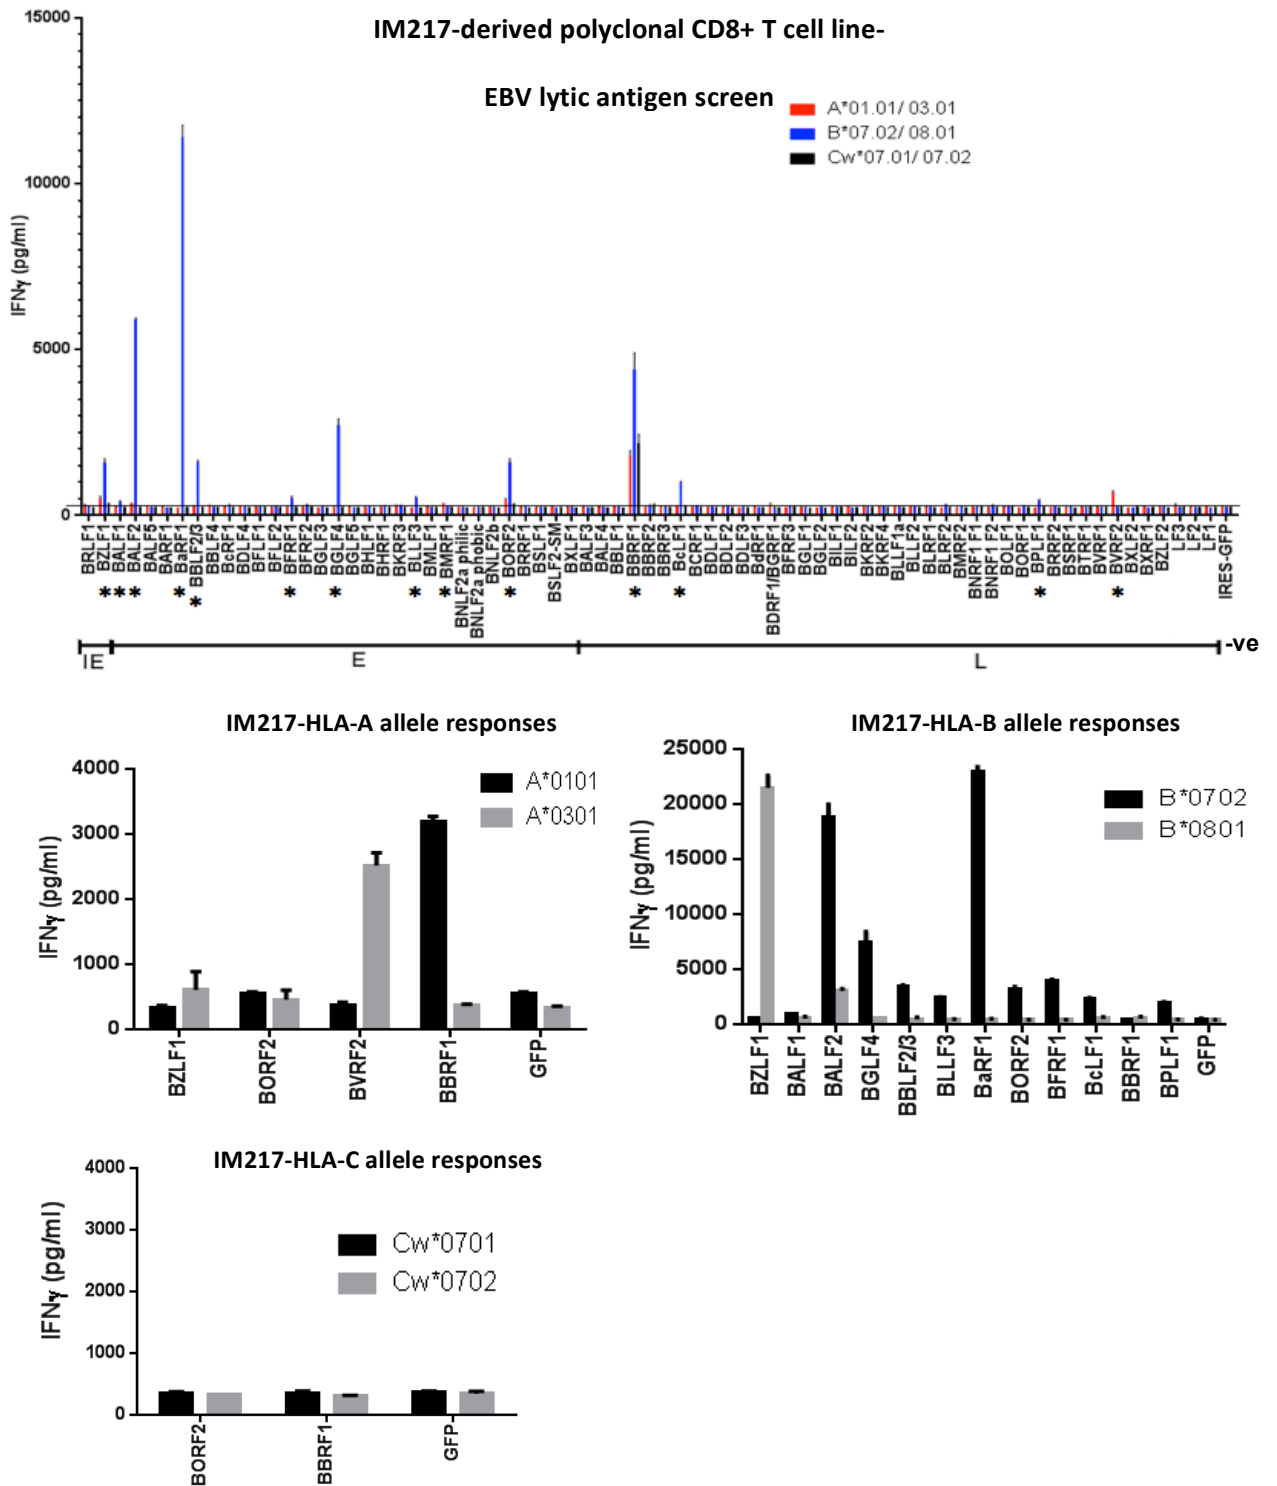 IM217-derived polyclonal CD8+ T cell line-
EBV lytic antigen screen
A*01.01/ 03.01
B*07.02/ 08.01
Cw*07.01/ 07.02
IFNγ (pg/ml)
15000
10000
5000
0
BRLF1
BZLF1
BALF1
BALF2
BALF5
BARF1
BaRF1
BBLF2/3
BBLF4
BcRF1
BDLF4
BFLF1
BFLF2
BFRF1
BFRF2
BGLF3
BGLF4
BGLF5
BHLF1
BHRF1
BKRF3
BLLF3
BMLF1
BMRF1
BNLF2a philic
BNLF2a phobic
BNLF2b
BORF2
BRRF1
BSLF1
BSLF2-SM
BXLF1
BALF3
BALF4
BBLF1
BBRF1
BBRF2
BBRF3
BcLF1
BCRF1
BDLF1
BDLF2
BDLF3
BdRF1
BDRF1/BGRF1
BFRF3
BGLF1
BGLF2
BILF1
BILF2
BKRF2
BKRF4
BLLF1a
BLLF2
BLRF1
BLRF2
BMRF2
BNRF1 F1
BNRF1 F2
BOLF1
BORF1
BPLF1
BRRF2
BSRF1
BTRF1
BVRF1
BVRF2
BXLF2
BXRF1
BZLF2
LF3
LF2
LF1
IRES-GFP
* * * * * * * * * * * * * *
IE
E
L
-ve
IM217-HLA-A allele responses
A*0101
A*0301
IFNγ (pg/ml)
4000
3000
2000
1000
0
BZLF1
BORF2
BVRF2
BBRF1
GFP
IM217-HLA-B allele responses
B*0702
B*0801
IFNγ (pg/ml)
25000
20000
15000
10000
5000
0
BZLF1
BALF1
BALF2
BGLF4
BBLF2/3
BLLF3
BaRF1
BORF2
BFRF1
BcLF1
BBRF1
BPLF1
GFP
IM217-HLA-C allele responses
Cw*0701
Cw*0702
IFNγ (pg/ml)
4000
3000
2000
1000
0
BORF2
BBRF1
GFP